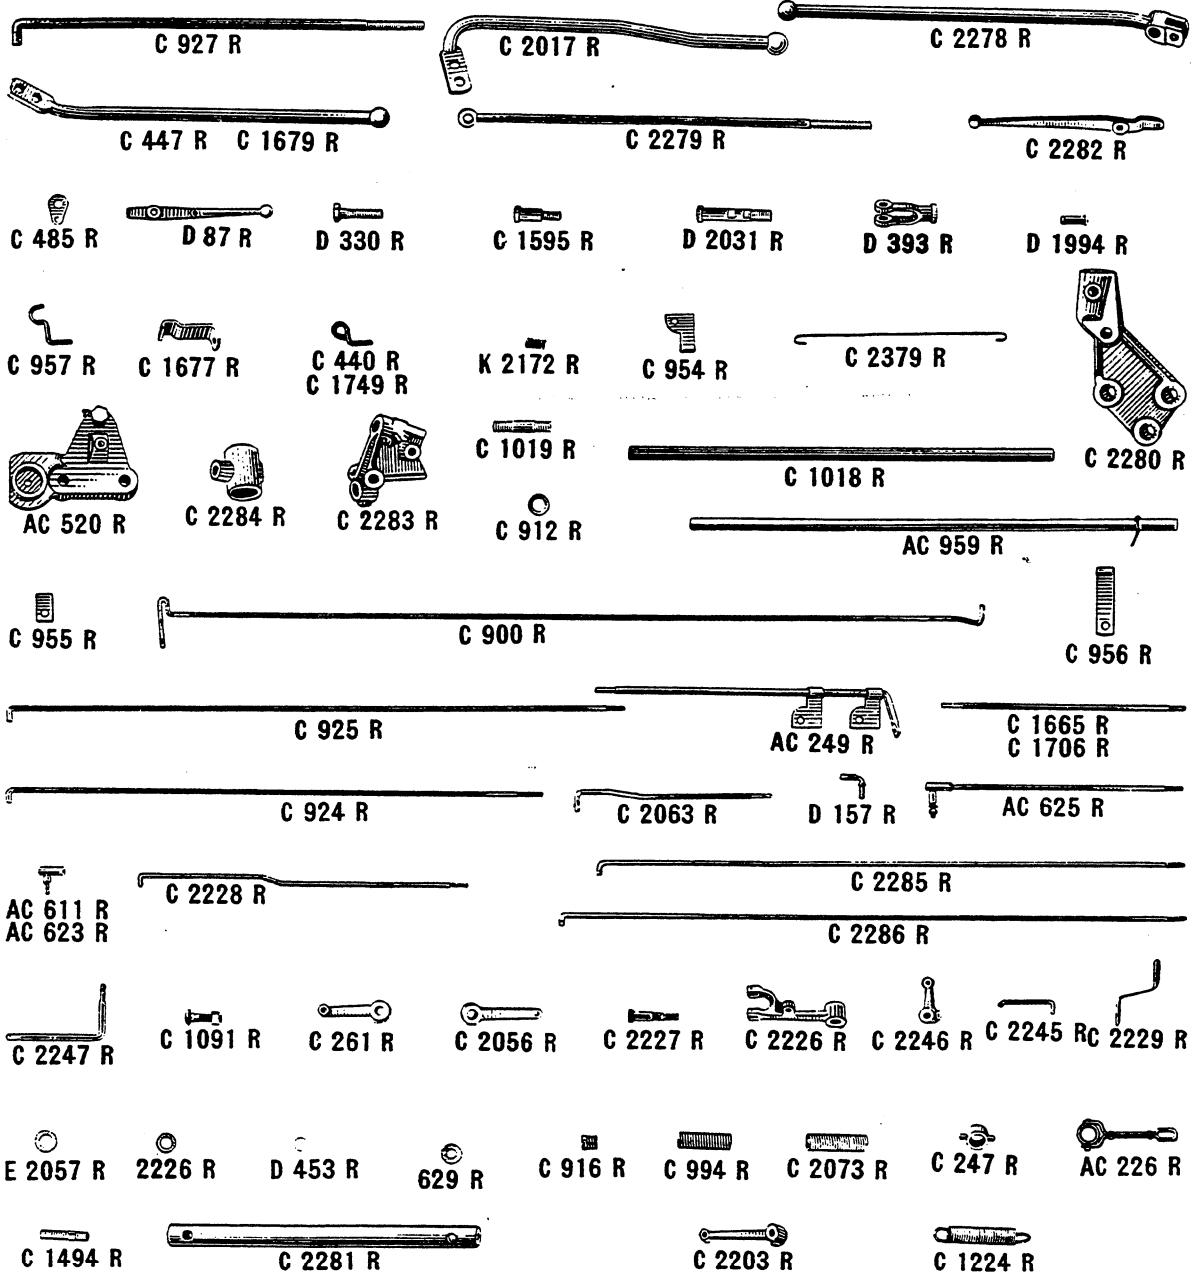 C 927 R
C 2017 R
C 2278 R
C 447 R C 1679 R
C 2279 R
C 2282 R
C 485 R
D 87 R
D 330 R
C 1595 R
D 2031 R
D 393 R
D 1994 R
C 957 R
C 1677 R
C 440 R
C 1749 R
K 2172 R
C 954 R
C 2379 R
C 2280 R
AC 520 R
C 2284 R
C 2283 R
C 1019 R
C 912 R
C 1018 R
AC 959 R
C 955 R
C 900 R
C 956 R
C 925 R
AC 249 R
C 1665 R
C 1706 R
C 924 R
C 2063 R
D 157 R
AC 625 R
AC 611 R
AC 623 R
C 2228 R
C 2285 R
C 2286 R
C 2247 R
C 1091 R
C 261 R
C 2056 R
C 2227 R
C 2226 R
C 2246 R
C 2245 R
C 2229 R
E 2057 R
2226 R
D 453 R
629 R
C 916 R
C 994 R
C 2073 R
C 247 R
AC 226 R
C 1494 R
C 2281 R
C 2203 R
C 1224 R